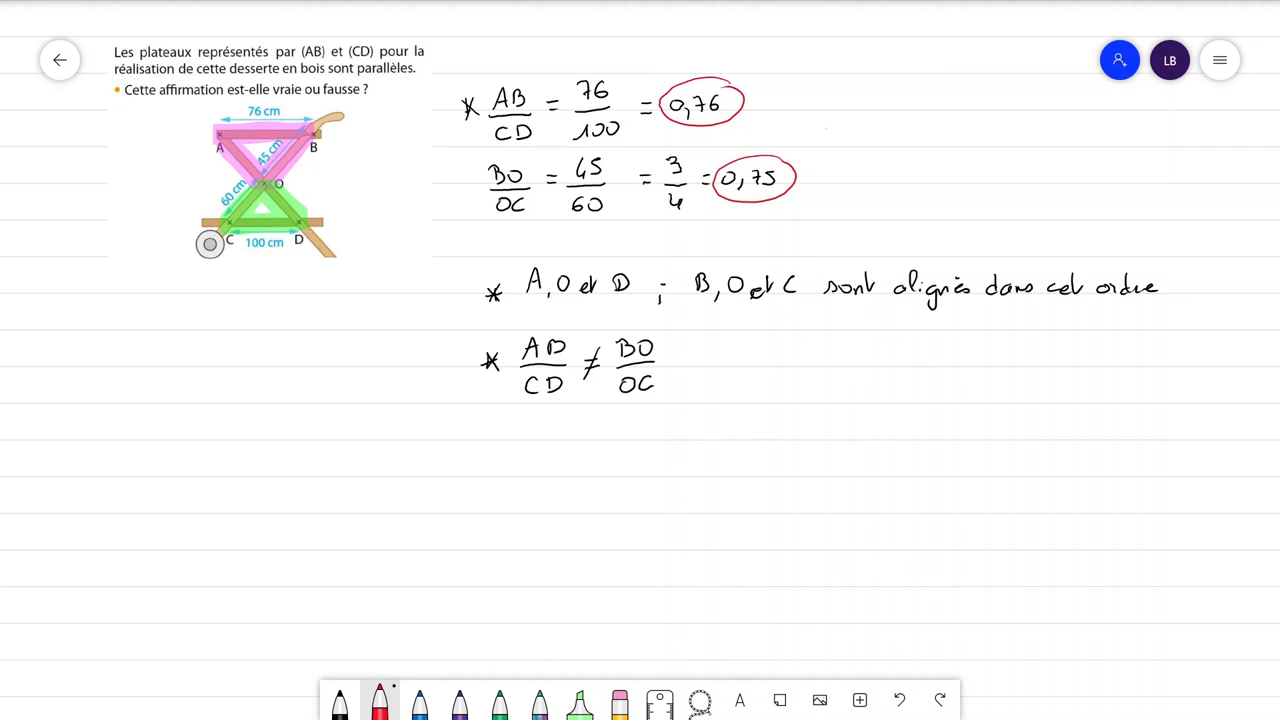 Les plateaux représentés par (AB) et (CD) pour la
réalisation de cette desserte en bois sont parallèles.
• Cette affirmation est-elle vraie ou fausse ?
76 cm
A
B
45 cm
O
60 cm
C
100 cm
D
* AB/CD = 76/100 = 0,76
BO/OC = 45/60 = 3/4 = 0,75
* A, O et D ; B, O et C sont alignés dans cet ordre
* AB/CD ≠ BO/OC
LB
A